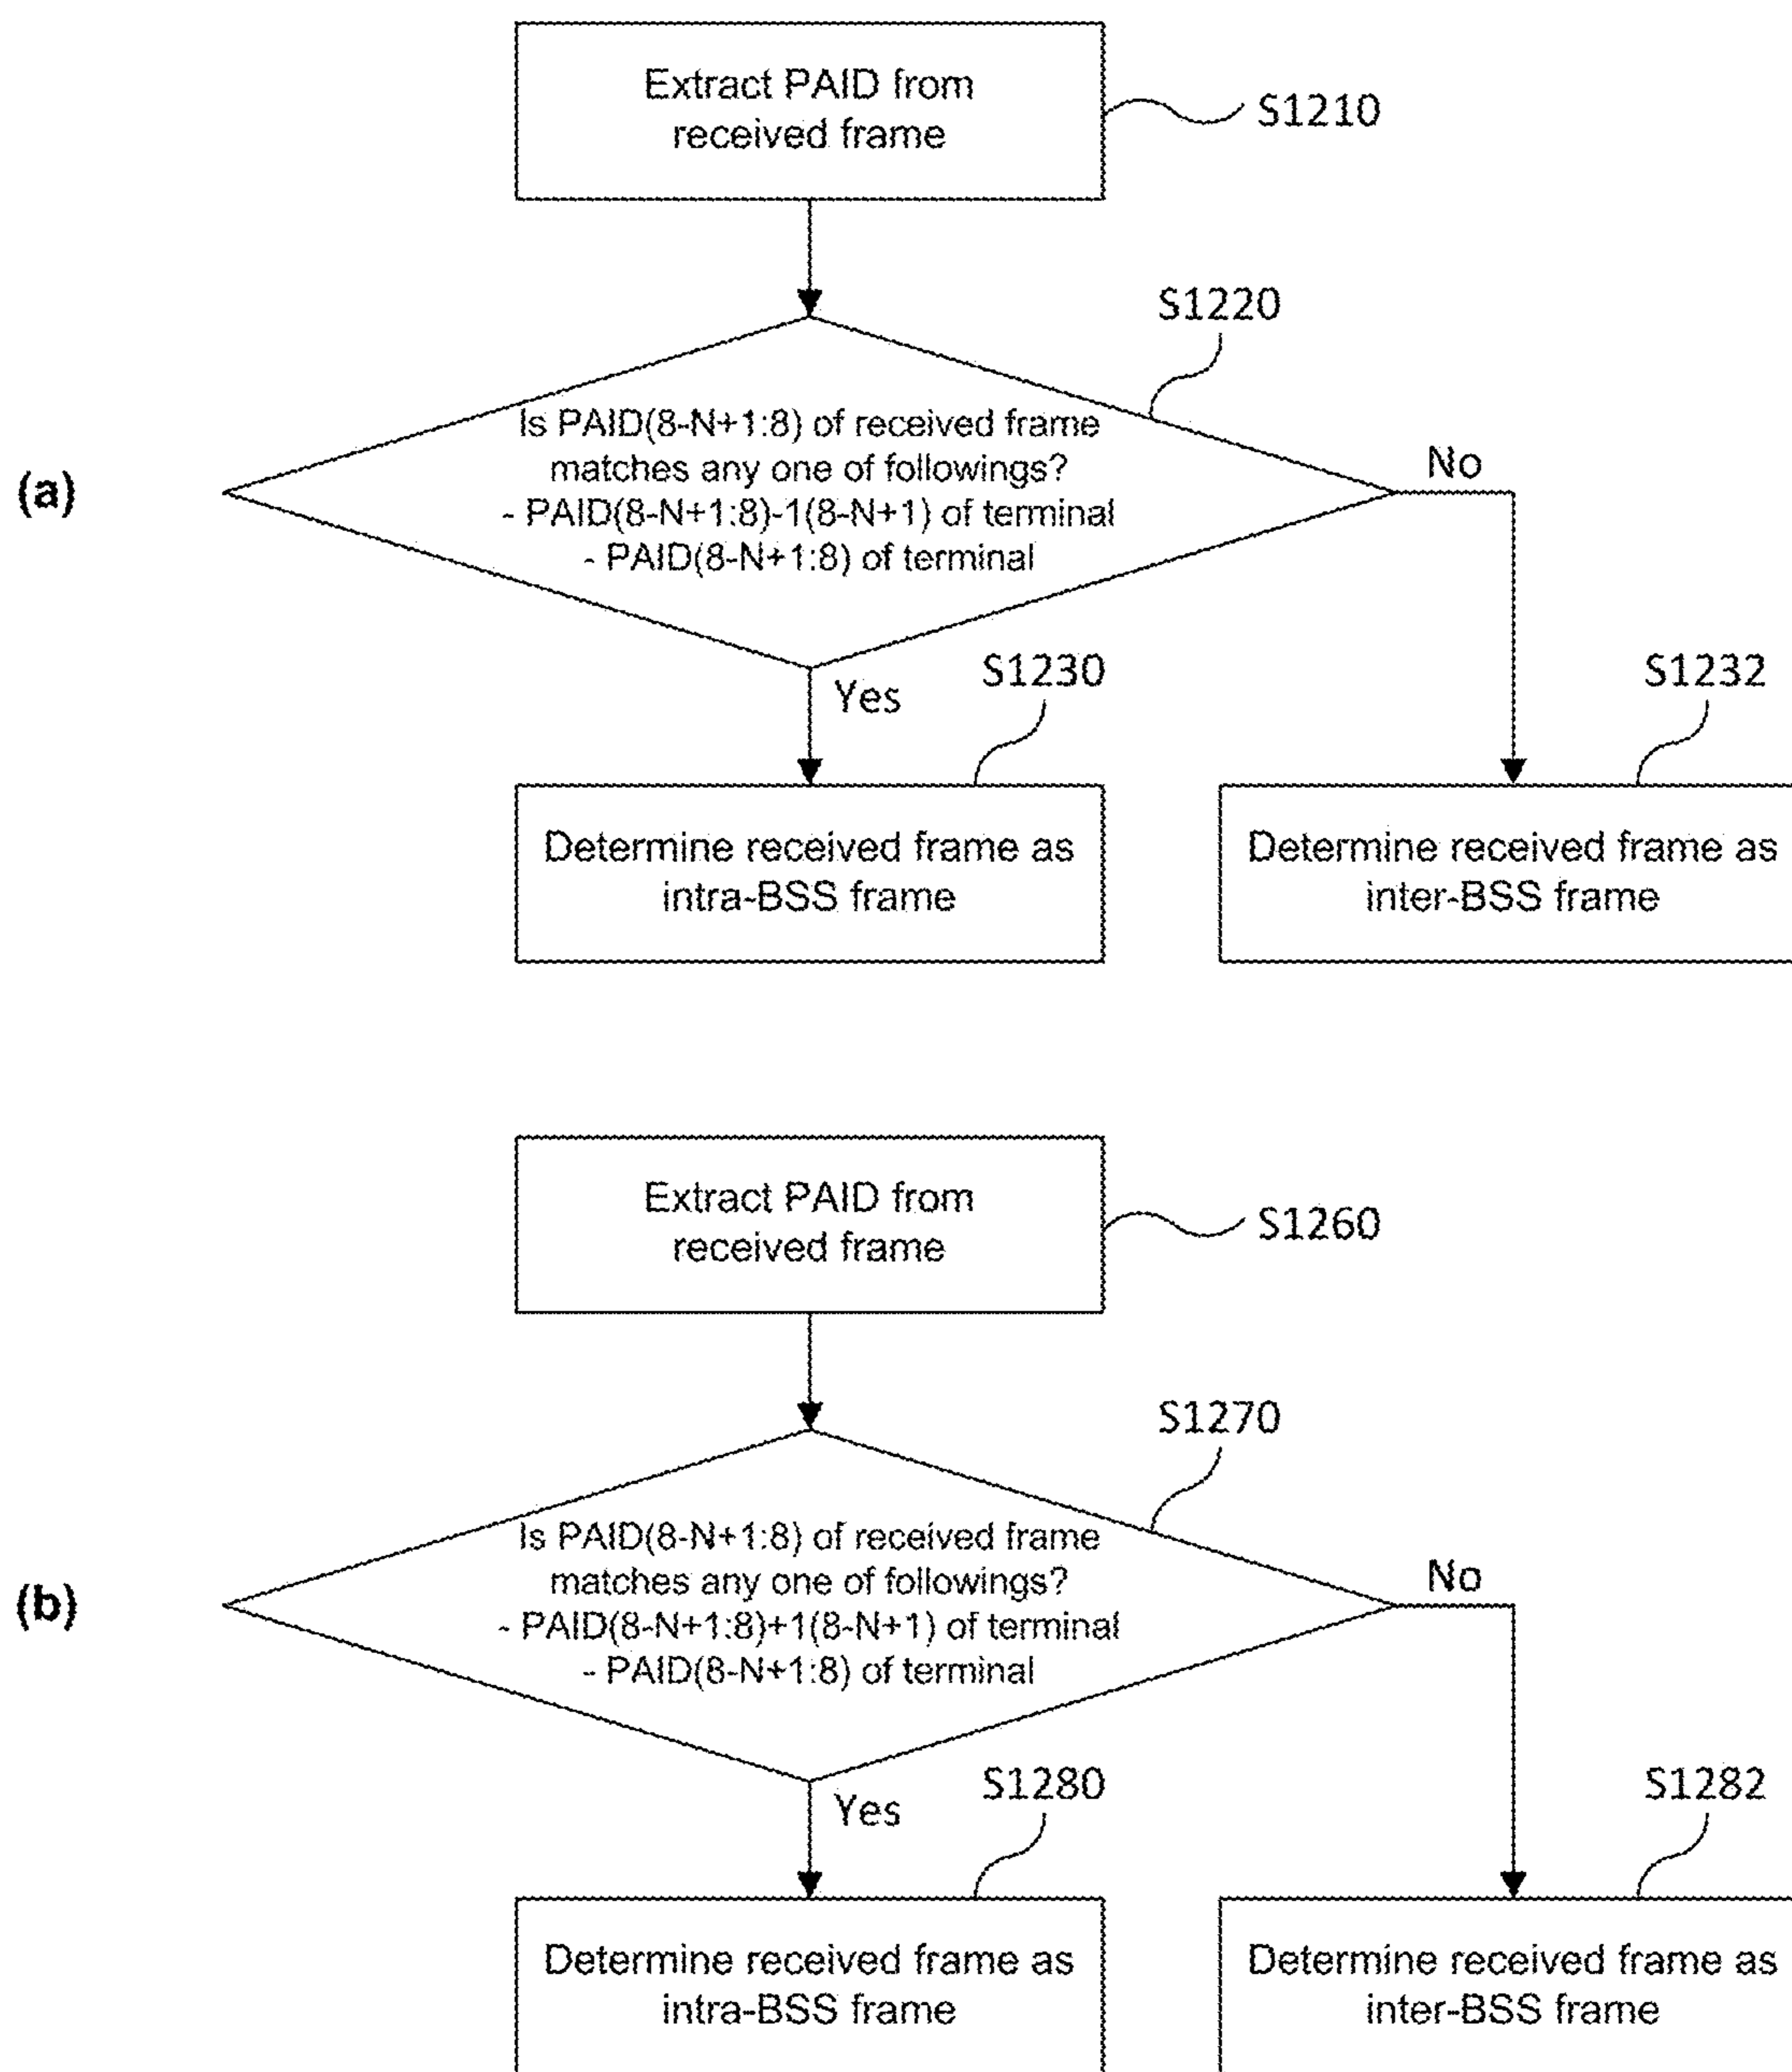 Extract PAID from
received frame
S1210
S1220
Is PAID(8-N+1:8) of received frame
matches any one of followings?
- PAID(8-N+1:8)-1(8-N+1) of terminal
- PAID(8-N+1:8) of terminal
(a)
No
Yes
S1230
S1232
Determine received frame as
intra-BSS frame
Determine received frame as
inter-BSS frame
Extract PAID from
received frame
S1260
S1270
Is PAID(8-N+1:8) of received frame
matches any one of followings?
- PAID(8-N+1:8)+1(8-N+1) of terminal
- PAID(8-N+1:8) of terminal
(b)
No
Yes
S1280
S1282
Determine received frame as
intra-BSS frame
Determine received frame as
inter-BSS frame